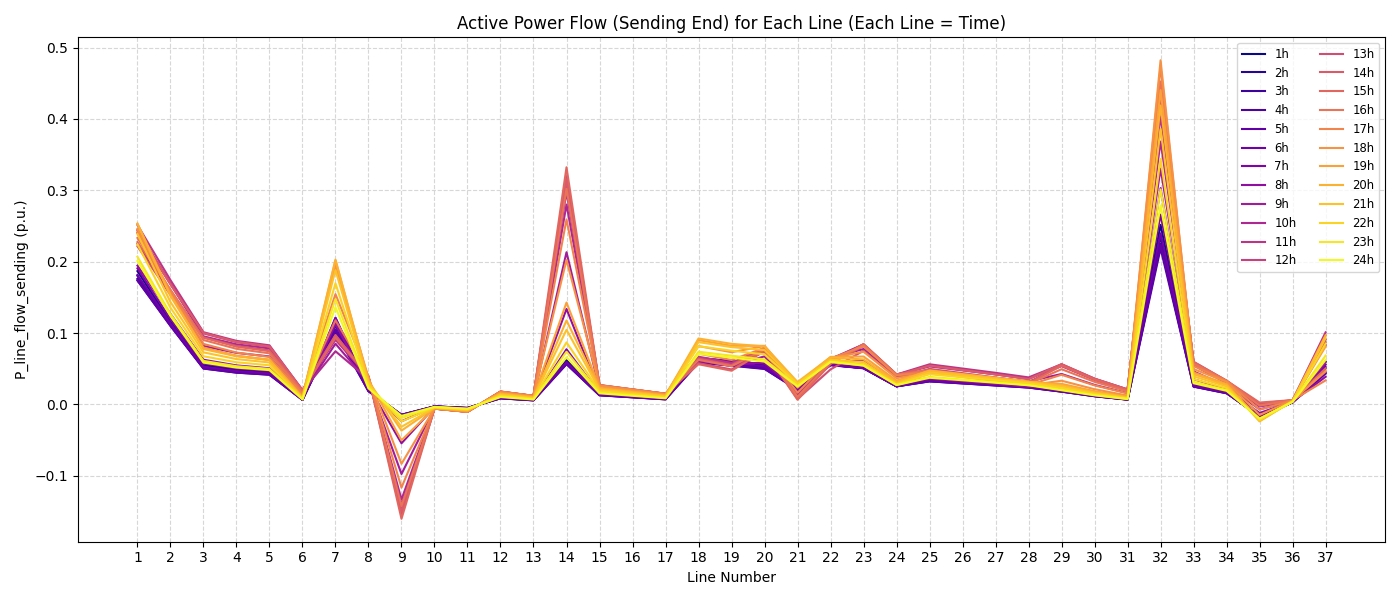 Active Power Flow (Sending End) for Each Line (Each Line = Time)
P_line_flow_sending (p.u.)
0.5
0.4
0.3
0.2
0.1
0.0
−0.1
1 2 3 4 5 6 7 8 9 10 11 12 13 14 15 16 17 18 19 20 21 22 23 24 25 26 27 28 29 30 31 32 33 34 35 36 37
Line Number
1h
2h
3h
4h
5h
6h
7h
8h
9h
10h
11h
12h
13h
14h
15h
16h
17h
18h
19h
20h
21h
22h
23h
24h